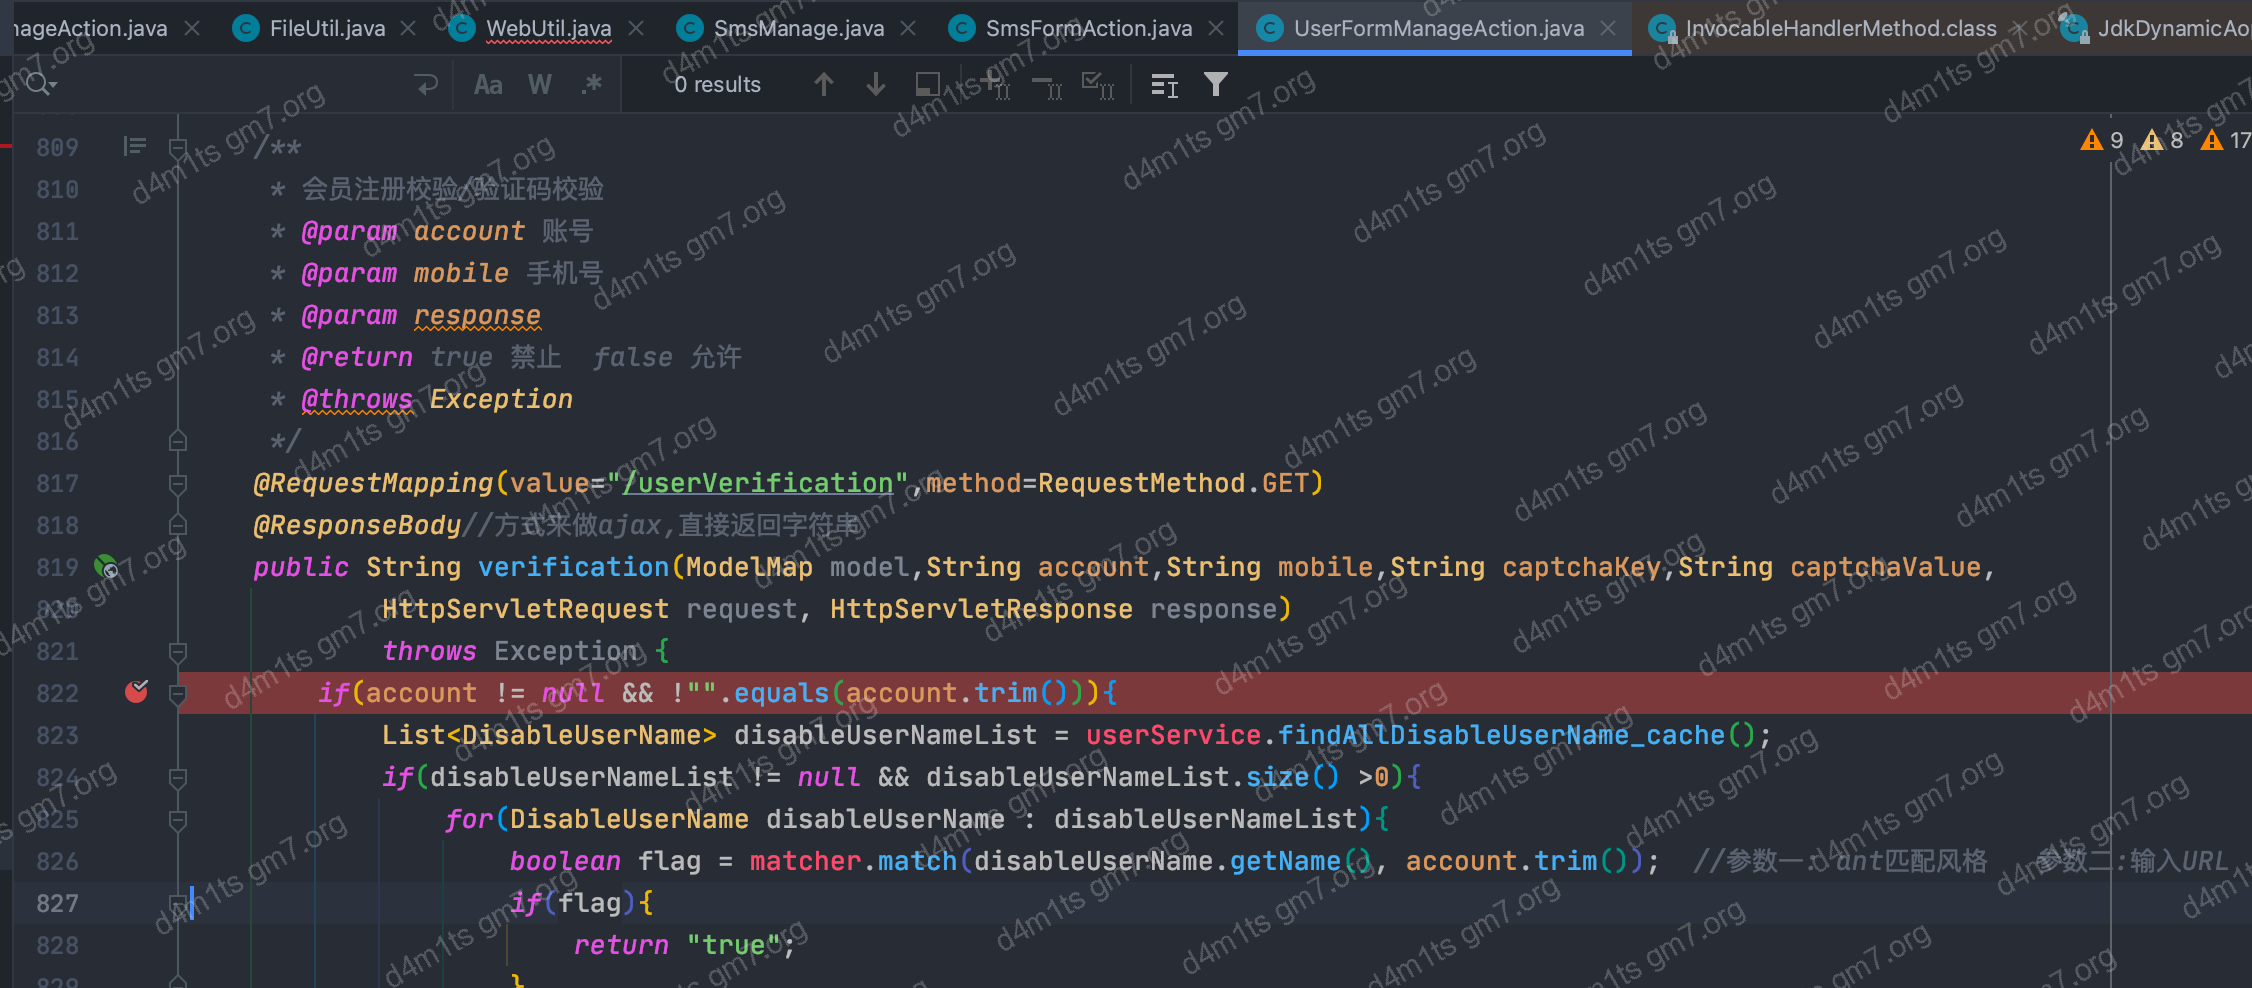 nageAction.java FileUtil.java WebUtil.java SmsManage.java SmsFormAction.java UserFormManageAction.java InvocableHandlerMethod.class JdkDynamicAo
Aa W .* 0 results
9 8 17
809 /**
810 * 会员注册校验/验证码校验
811 * @param account 账号
812 * @param mobile 手机号
813 * @param response
814 * @return true 禁止  false 允许
815 * @throws Exception
816 */
817 @RequestMapping(value="/userVerification",method=RequestMethod.GET)
818 @ResponseBody//方式来做ajax,直接返回字符串
819 public String verification(ModelMap model,String account,String mobile,String captchaKey,String captchaValue,
820 HttpServletRequest request, HttpServletResponse response)
821 throws Exception {
822 if(account != null && !"".equals(account.trim())){
823 List<DisableUserName> disableUserNameList = userService.findAllDisableUserName_cache();
824 if(disableUserNameList != null && disableUserNameList.size() >0){
825 for(DisableUserName disableUserName : disableUserNameList){
826 boolean flag = matcher.match(disableUserName.getName(), account.trim());  //参数一: ant匹配风格   参数二:输入URL
827 if(flag){
828 return "true";
829 }
d4m1ts gm7.org